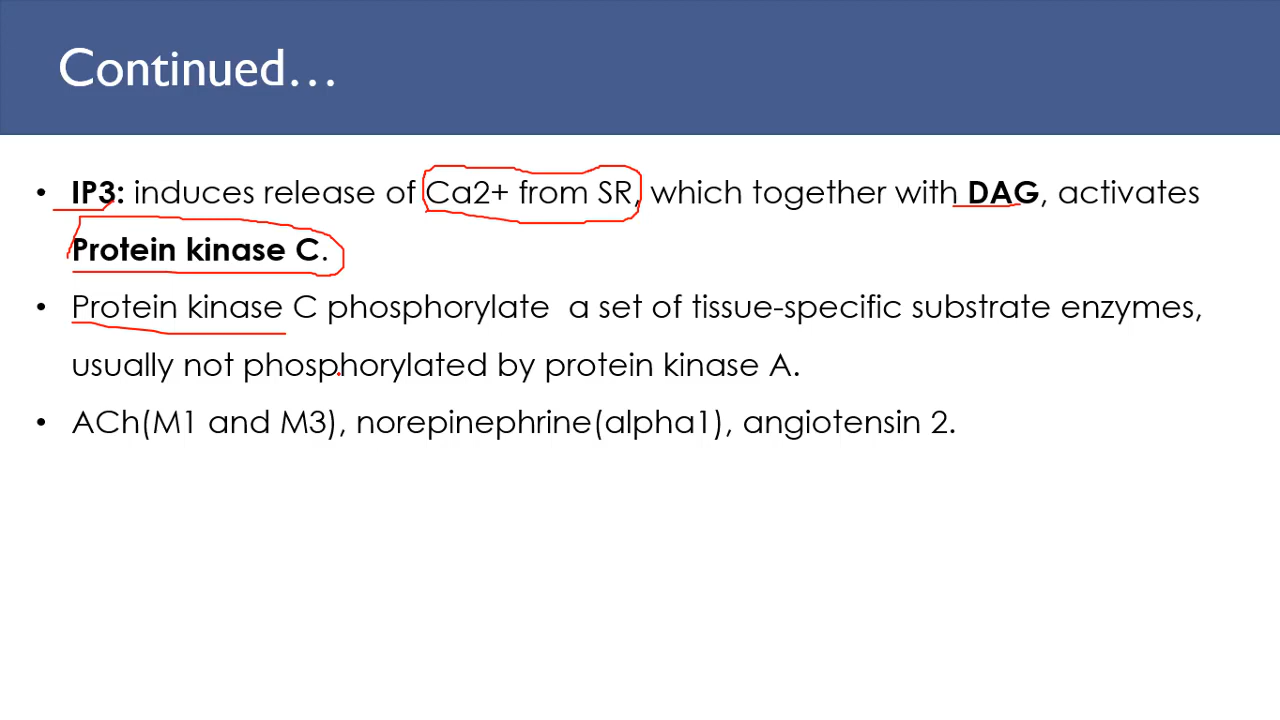 Continued…
• IP3: induces release of Ca2+ from SR, which together with DAG, activates
Protein kinase C.
• Protein kinase C phosphorylate a set of tissue-specific substrate enzymes,
usually not phosphorylated by protein kinase A.
• ACh(M1 and M3), norepinephrine(alpha1), angiotensin 2.